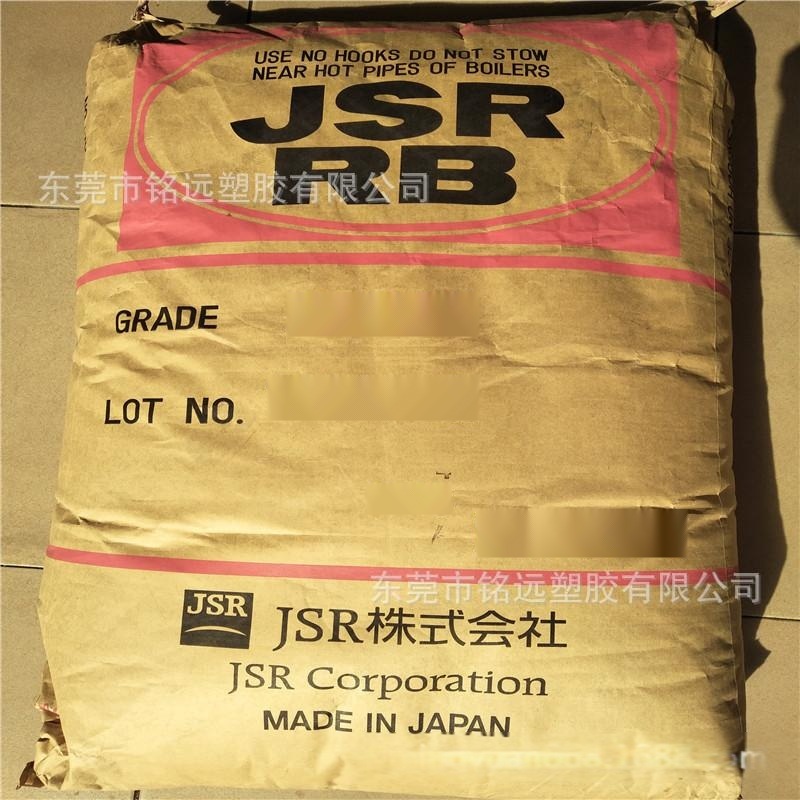 USE NO HOOKS DO NOT STOW
NEAR HOT PIPES OF BOILERS
JSR
RB
东莞市铭远塑胶有限公司
GRADE
LOT NO.
东莞市铭远塑胶有限公司
JSR
JSR株式会社
JSR Corporation
MADE IN JAPAN